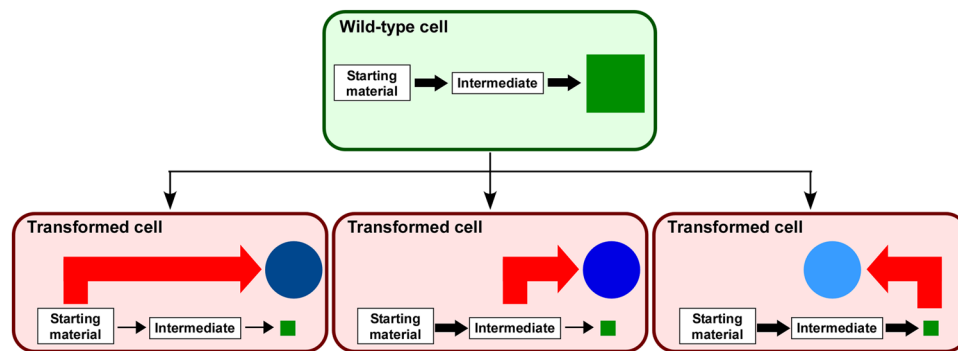 Wild-type cell
Starting
material
Intermediate
Transformed cell
Starting
material
Intermediate
Transformed cell
Starting
material
Intermediate
Transformed cell
Starting
material
Intermediate